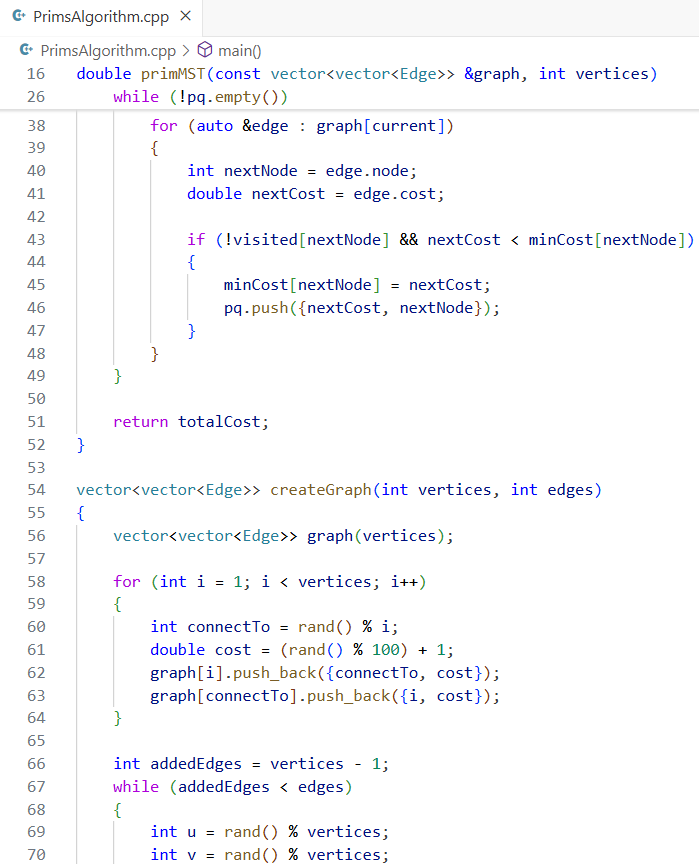 PrimsAlgorithm.cpp ×
PrimsAlgorithm.cpp > main()
16 double primMST(const vector<vector<Edge>> &graph, int vertices)
26 while (!pq.empty())
38 for (auto &edge : graph[current])
39 {
40 int nextNode = edge.node;
41 double nextCost = edge.cost;
42
43 if (!visited[nextNode] && nextCost < minCost[nextNode])
44 {
45 minCost[nextNode] = nextCost;
46 pq.push({nextCost, nextNode});
47 }
48 }
49 }
50
51 return totalCost;
52 }
53
54 vector<vector<Edge>> createGraph(int vertices, int edges)
55 {
56 vector<vector<Edge>> graph(vertices);
57
58 for (int i = 1; i < vertices; i++)
59 {
60 int connectTo = rand() % i;
61 double cost = (rand() % 100) + 1;
62 graph[i].push_back({connectTo, cost});
63 graph[connectTo].push_back({i, cost});
64 }
65
66 int addedEdges = vertices - 1;
67 while (addedEdges < edges)
68 {
69 int u = rand() % vertices;
70 int v = rand() % vertices;